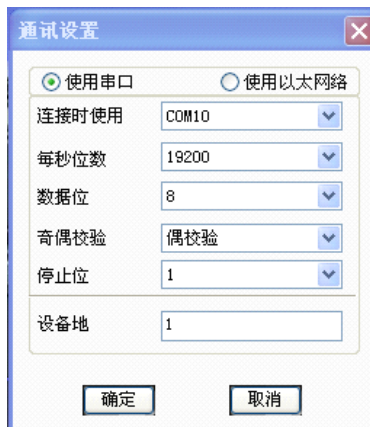 通讯设置
使用串口 使用以太网络
连接时使用 COM10
每秒位数 19200
数据位 8
奇偶校验 偶校验
停止位 1
设备地 1
确定 取消